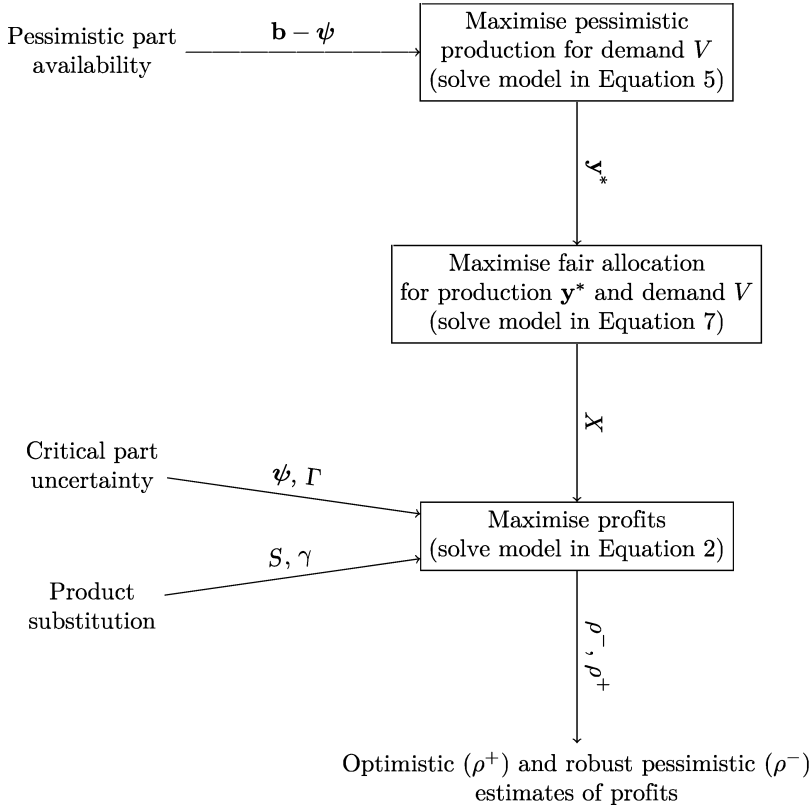 Pessimistic part
availability
b − ψ
Maximise pessimistic
production for demand V
(solve model in Equation 5)
y*
Maximise fair allocation
for production y* and demand V
(solve model in Equation 7)
X
Critical part
uncertainty
ψ, Γ
Maximise profits
(solve model in Equation 2)
S, γ
Product
substitution
ρ⁻, ρ⁺
Optimistic (ρ⁺) and robust pessimistic (ρ⁻)
estimates of profits